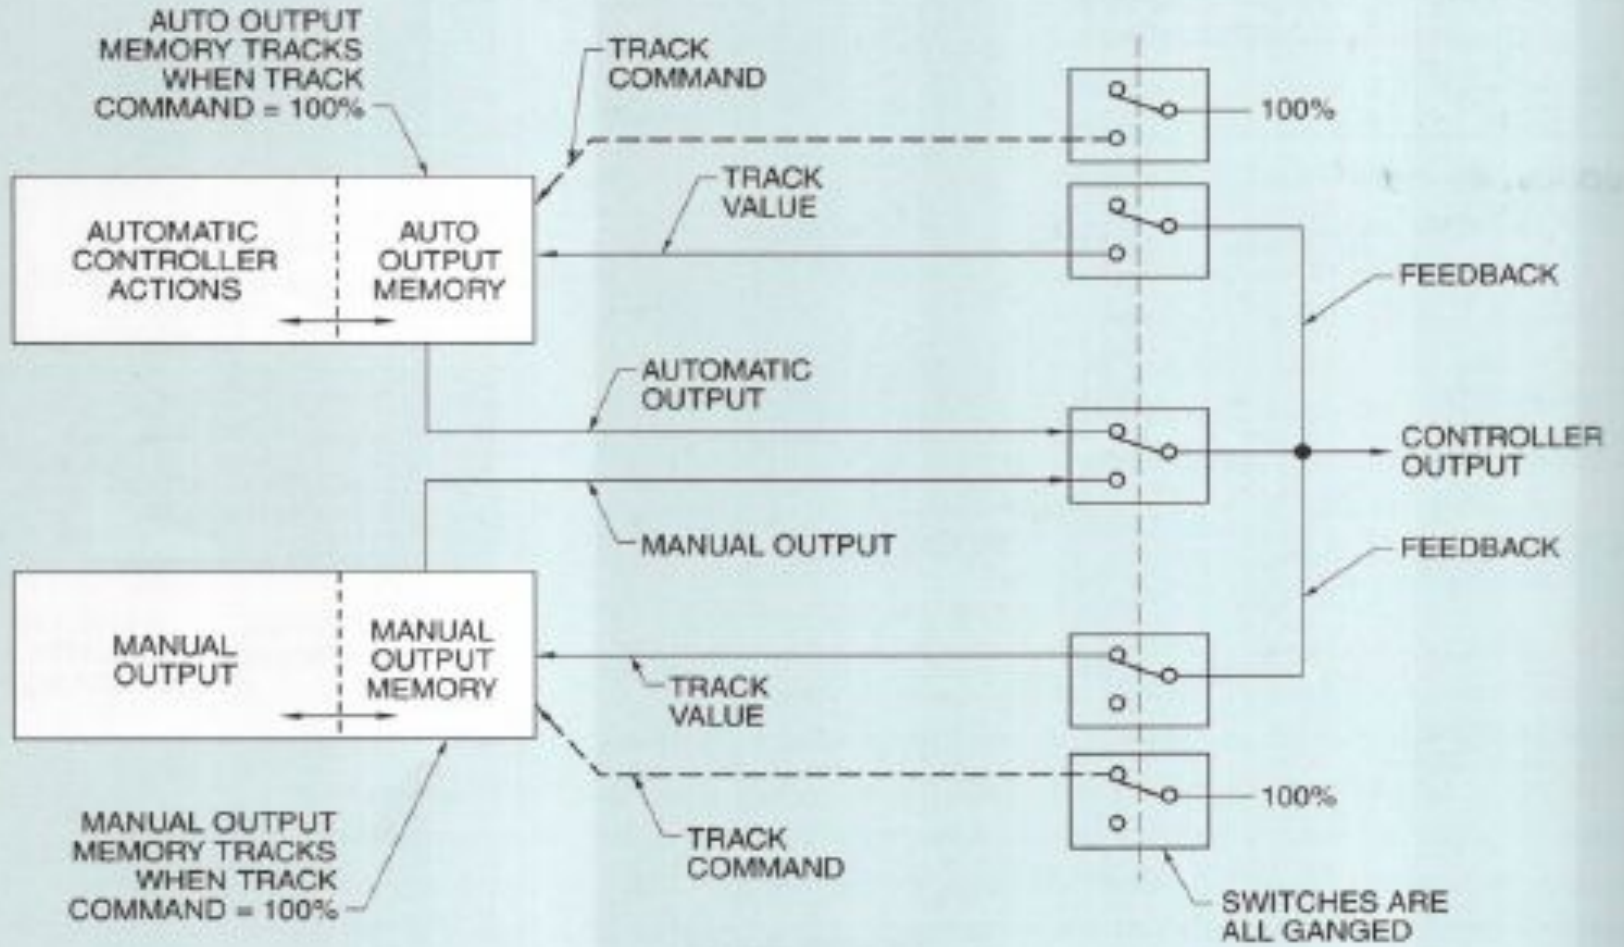 AUTO OUTPUT
MEMORY TRACKS
WHEN TRACK
COMMAND = 100%
TRACK
COMMAND
100%
TRACK
VALUE
AUTOMATIC
CONTROLLER
ACTIONS
AUTO
OUTPUT
MEMORY
FEEDBACK
AUTOMATIC
OUTPUT
CONTROLLER
OUTPUT
MANUAL OUTPUT
FEEDBACK
MANUAL
OUTPUT
MANUAL
OUTPUT
MEMORY
TRACK
VALUE
100%
MANUAL OUTPUT
MEMORY TRACKS
WHEN TRACK
COMMAND = 100%
TRACK
COMMAND
SWITCHES ARE
ALL GANGED